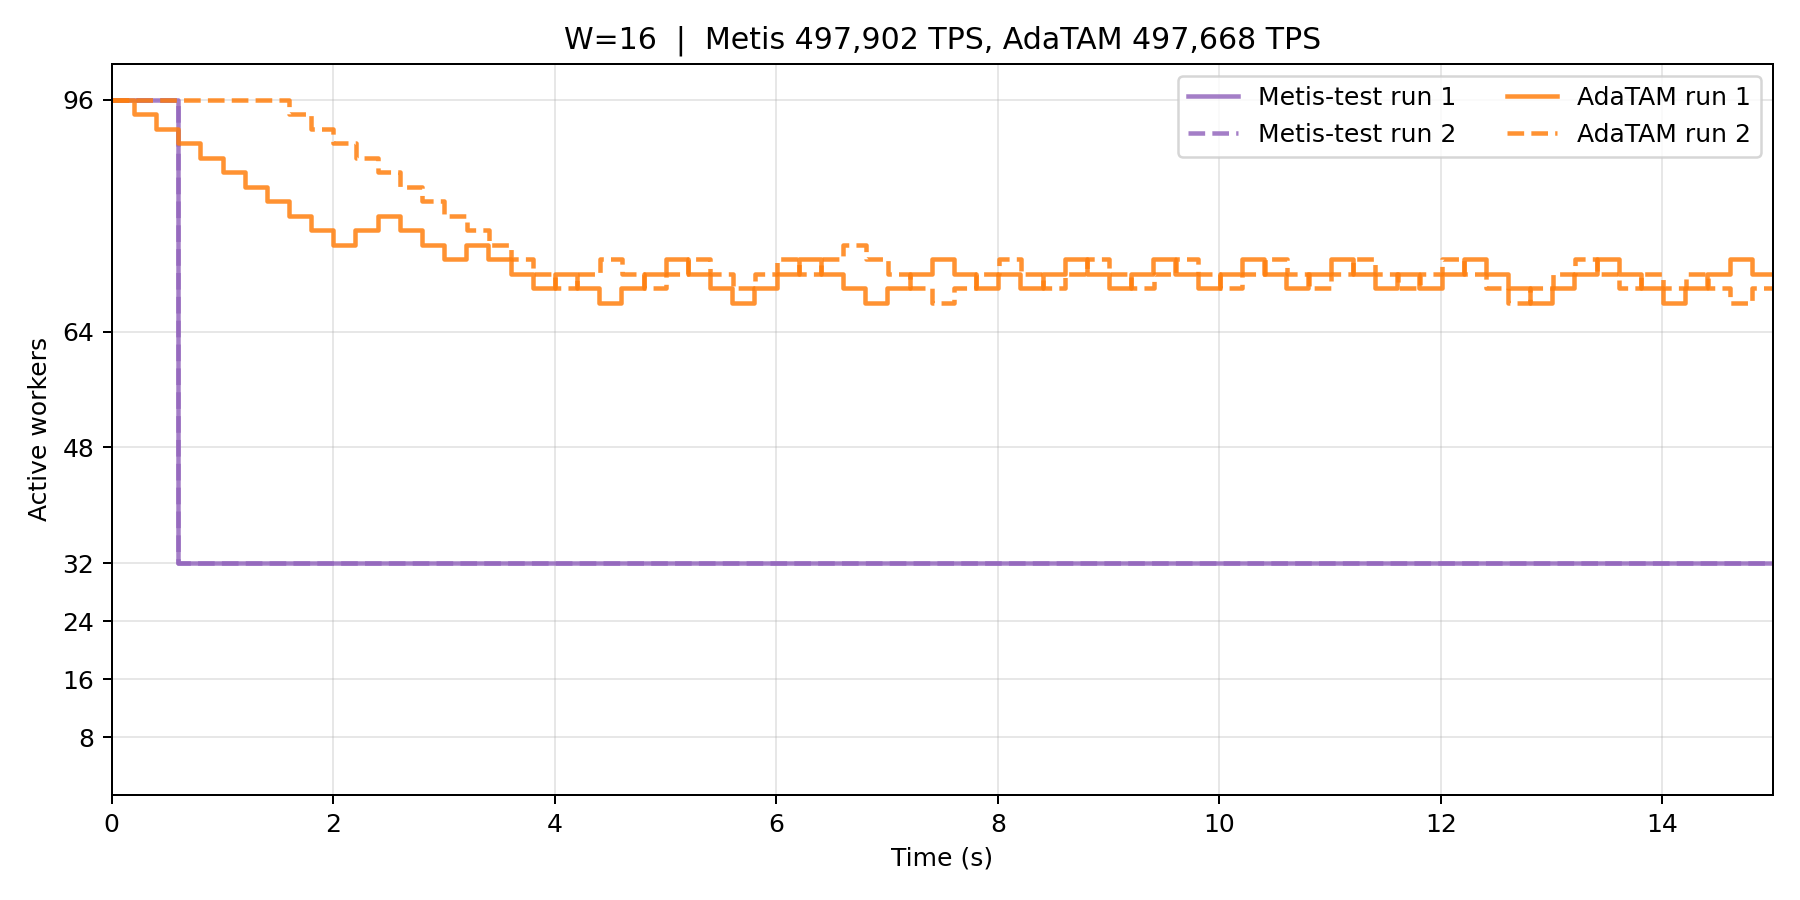 W=16 | Metis 497,902 TPS, AdaTAM 497,668 TPS
Metis-test run 1
Metis-test run 2
AdaTAM run 1
AdaTAM run 2
Active workers
96
64
48
32
24
16
8
0 2 4 6 8 10 12 14
Time (s)